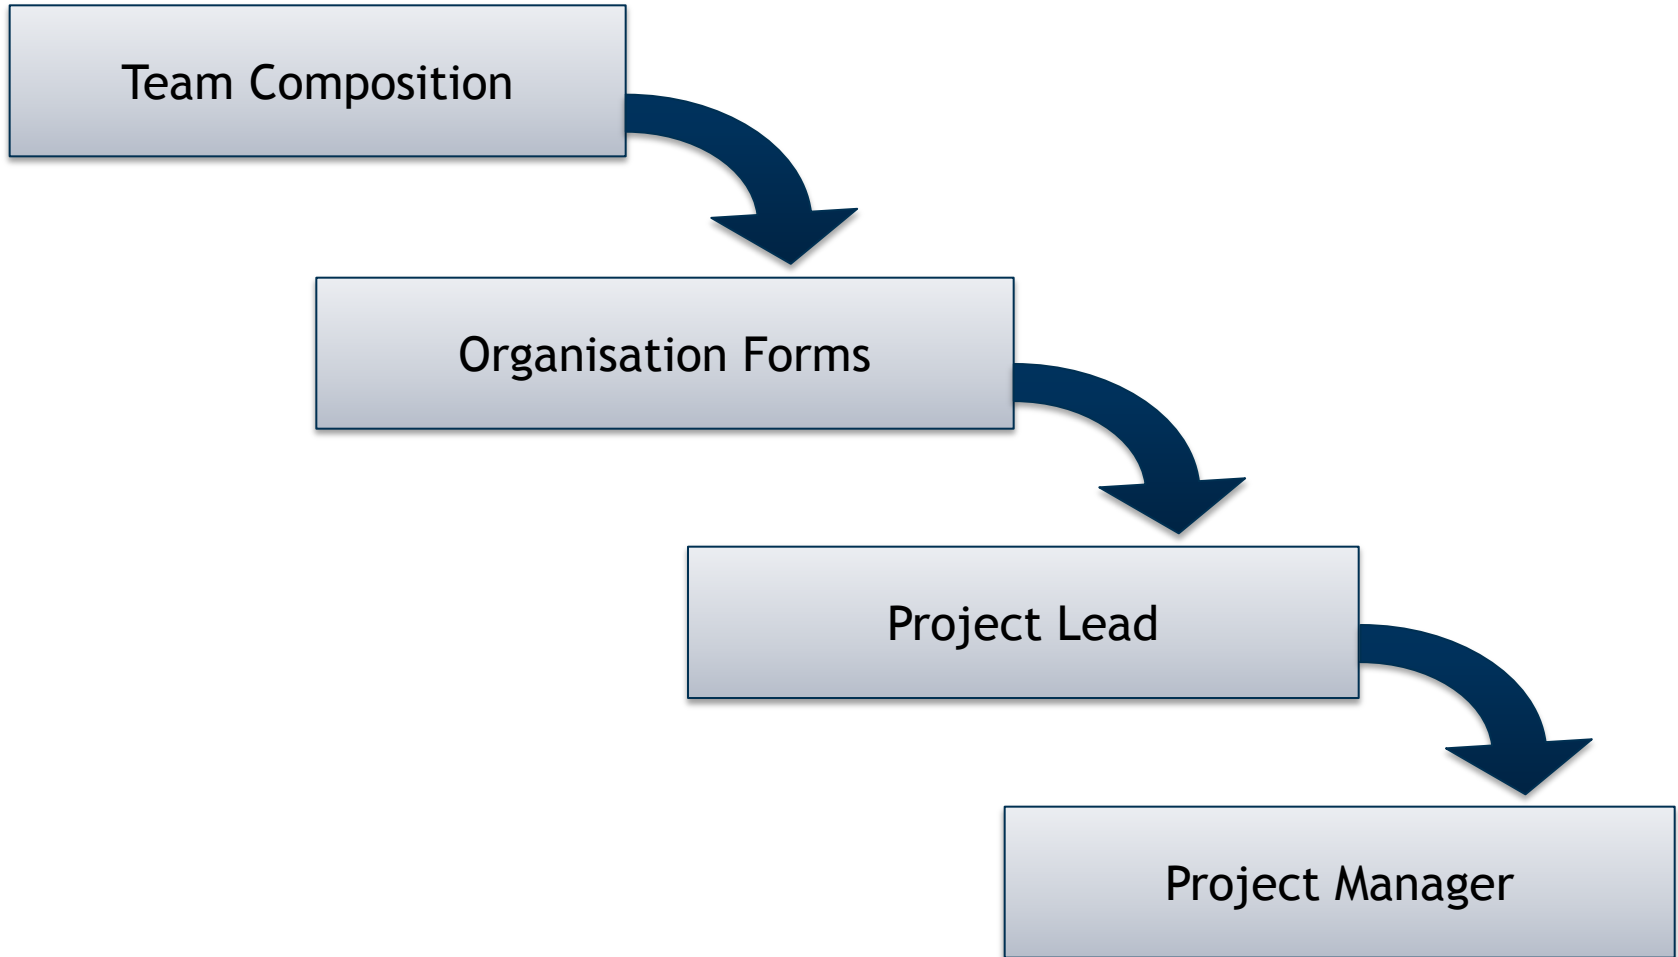 Team Composition
Organisation Forms
Project Lead
Project Manager